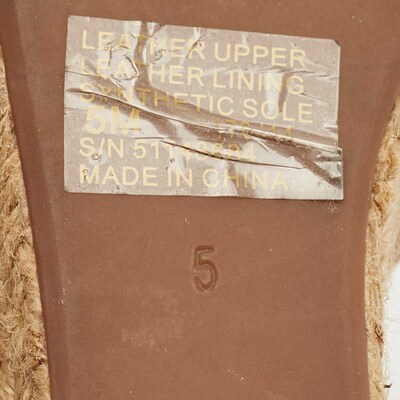 LEATHER UPPER
LEATHER LINING
SYNTHETIC SOLE
5M
S/N
MADE IN CHINA
5